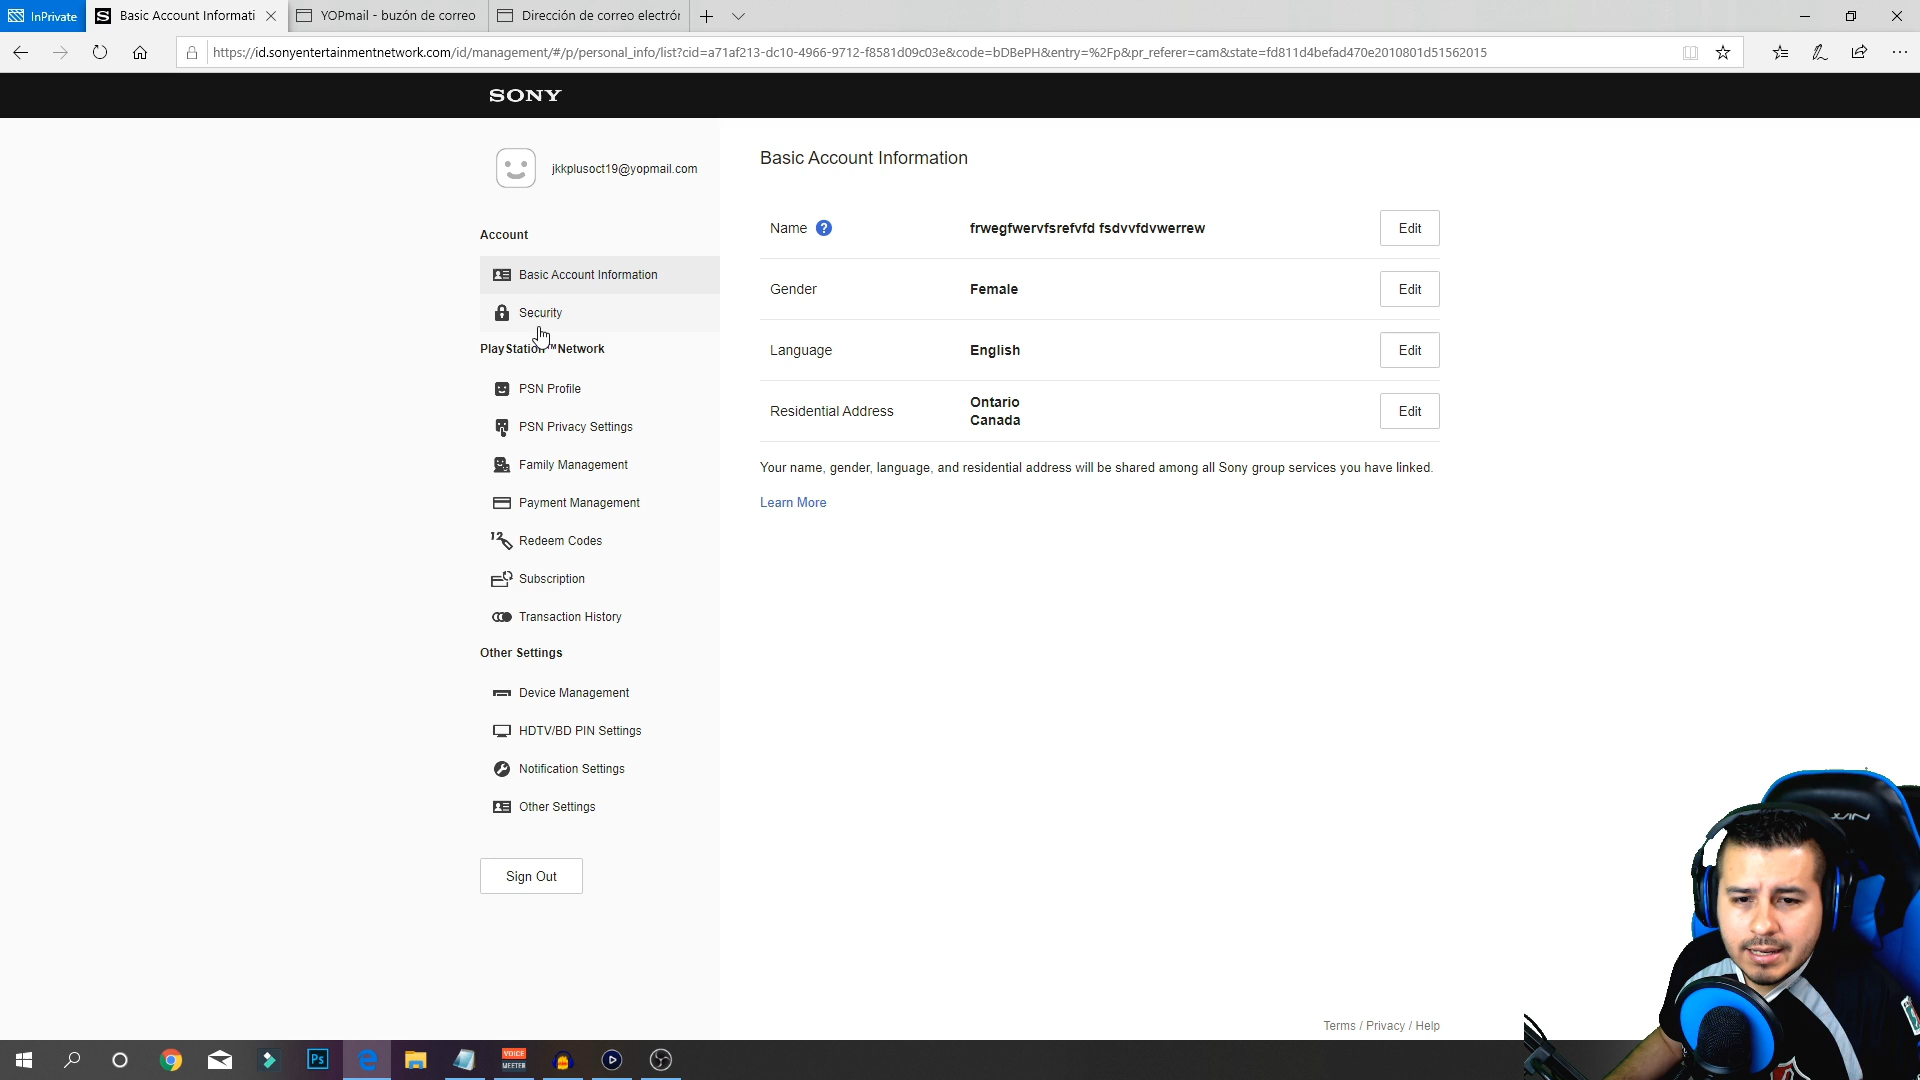 InPrivate
Basic Account Informati
YOPmail - buzón de correo
Dirección de correo electrón
https://id.sonyentertainmentnetwork.com/id/management/#/p/personal_info/list?cid=a71af213-dc10-4966-9712-f8581d09c03e&code=bDBePH&entry=%2Fp&pr_referer=cam&state=fd811d4befad470e2010801d51562015
SONY
jkkplusoct19@yopmail.com
Account
Basic Account Information
Security
PlayStation™Network
PSN Profile
PSN Privacy Settings
Family Management
Payment Management
Redeem Codes
Subscription
Transaction History
Other Settings
Device Management
HDTV/BD PIN Settings
Notification Settings
Other Settings
Sign Out
Basic Account Information
Name ? frwegfwervfsrefvfd fsdvvfdvwerrew Edit
Gender Female Edit
Language English Edit
Residential Address Ontario Edit
Canada
Your name, gender, language, and residential address will be shared among all Sony group services you have linked.
Learn More
Terms / Privacy / Help
Ps
VOICE
MEETER